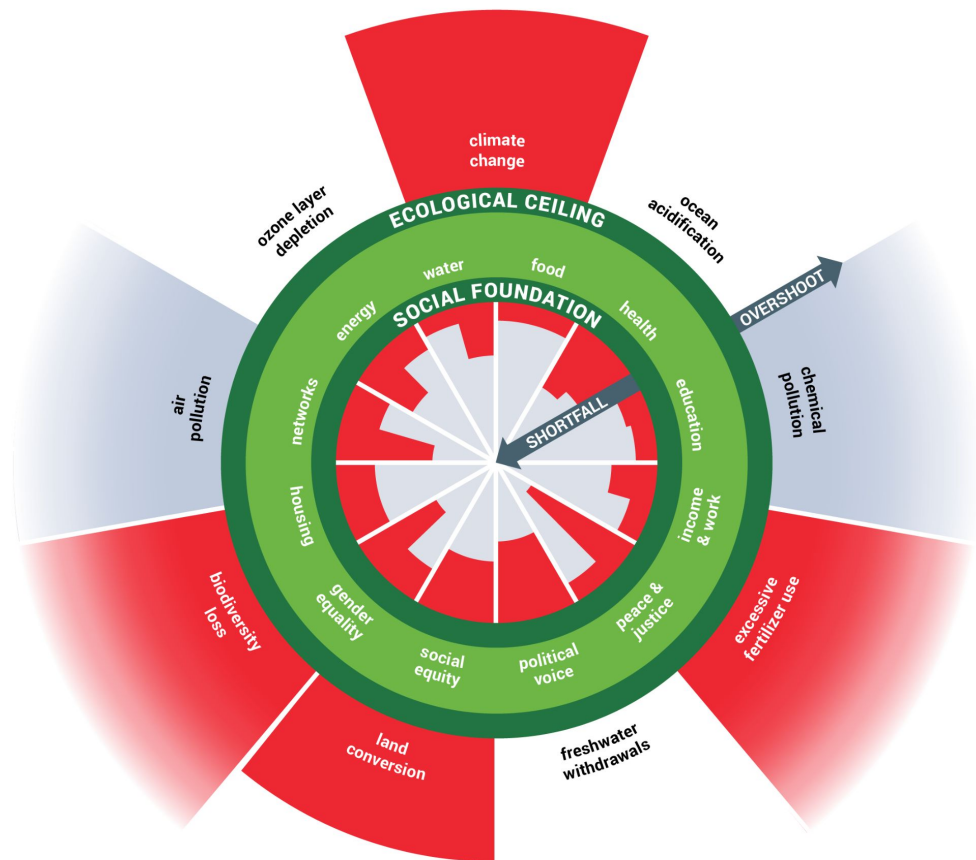 climate
change
ozone layer
depletion
ocean
acidification
ECOLOGICAL CEILING
water
food
energy
health
SOCIAL FOUNDATION
OVERSHOOT
networks
education
SHORTFALL
air
pollution
chemical
pollution
housing
income
& work
biodiversity
loss
gender
equality
peace &
justice
excessive
fertilizer use
social
equity
political
voice
land
conversion
freshwater
withdrawals